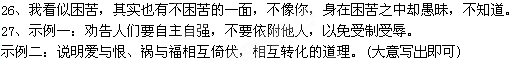 26、我看似困苦，其实也有不困苦的一面，不像你，身在困苦之中却愚昧，不知道。
27、示例一：劝告人们要自主自强，不要依附他人，以免受制受辱。
示例二：说明爱与恨、祸与福相互倚伏，相互转化的道理。(大意写出即可)